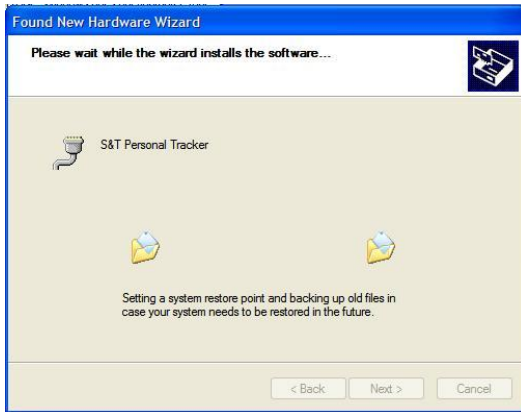 Found New Hardware Wizard
Please wait while the wizard installs the software...
S&T Personal Tracker
Setting a system restore point and backing up old files in
case your system needs to be restored in the future.
< Back
Next >
Cancel